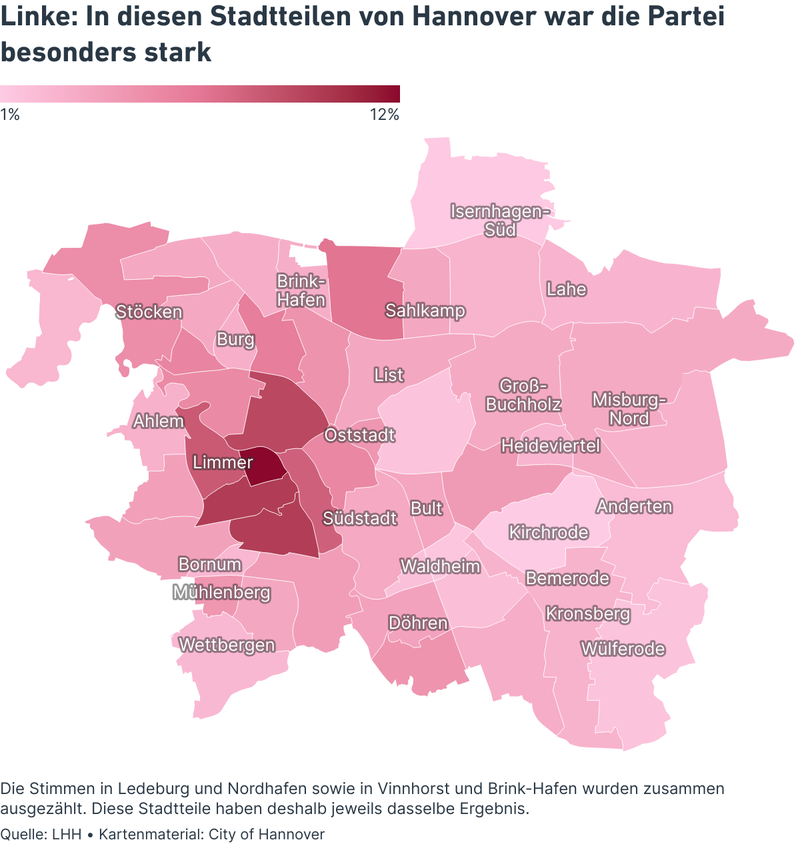 Linke: In diesen Stadtteilen von Hannover war die Partei
besonders stark
1%
12%
Isernhagen-
Süd
Lahe
Brink-
Hafen
Sahlkamp
Stöcken
Burg
List
Groß-
Buchholz
Misburg-
Nord
Ahlem
Oststadt
Heideviertel
Limmer
Anderten
Bult
Südstadt
Kirchrode
Bornum
Waldheim
Bemerode
Mühlenberg
Kronsberg
Döhren
Wettbergen
Wülferode
Die Stimmen in Ledeburg und Nordhafen sowie in Vinnhorst und Brink-Hafen wurden zusammen
ausgezählt. Diese Stadtteile haben deshalb jeweils dasselbe Ergebnis.
Quelle: LHH • Kartenmaterial: City of Hannover